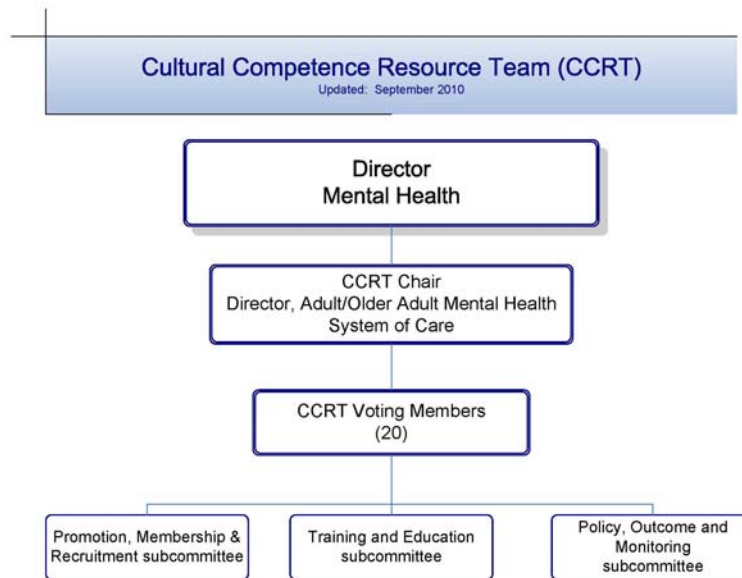 Cultural Competence Resource Team (CCRT)
Updated: September 2010
Director
Mental Health
CCRT Chair
Director, Adult/Older Adult Mental Health
System of Care
CCRT Voting Members
(20)
Promotion, Membership &
Recruitment subcommittee
Training and Education
subcommittee
Policy, Outcome and
Monitoring
subcommittee